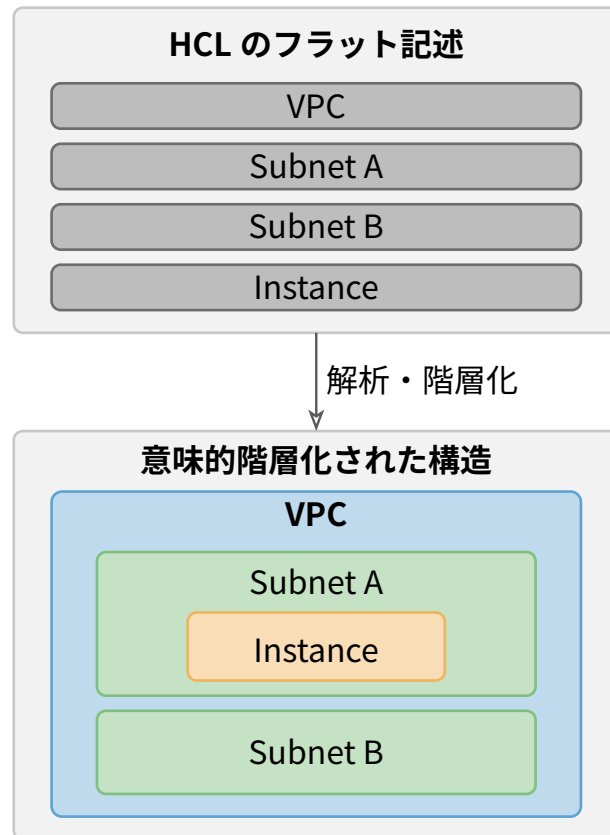 HCL のフラット記述
VPC
Subnet A
Subnet B
Instance
解析・階層化
意味的階層化された構造
VPC
Subnet A
Instance
Subnet B